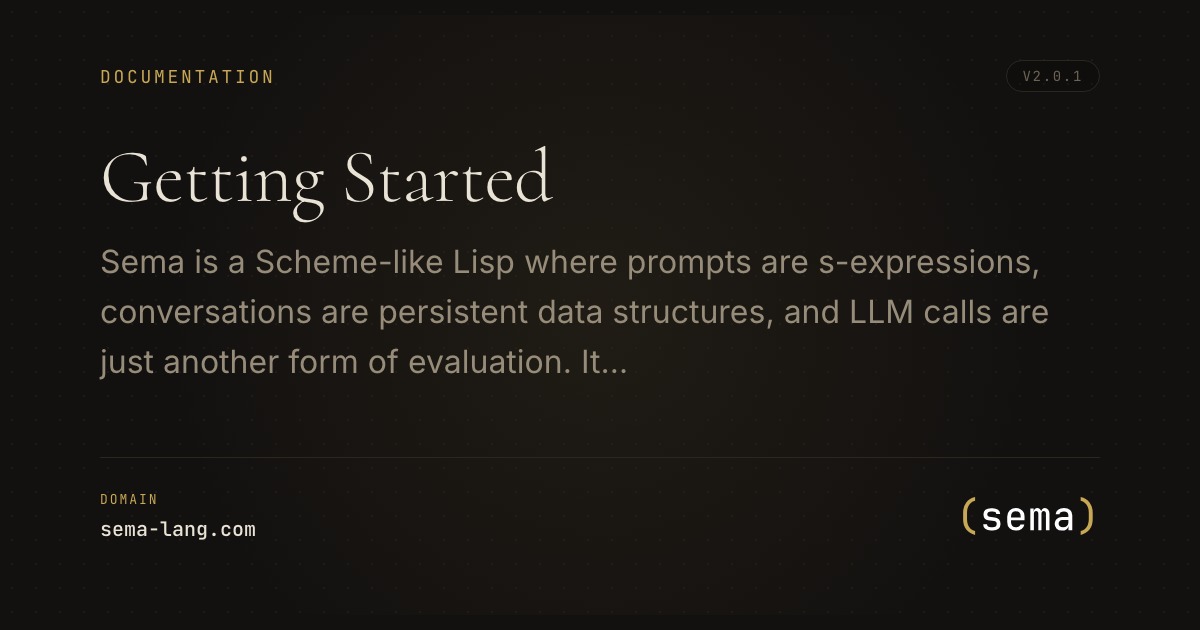 DOCUMENTATION
V2.0.1
Getting Started
Sema is a Scheme-like Lisp where prompts are s-expressions,
conversations are persistent data structures, and LLM calls are
just another form of evaluation. It...
DOMAIN
sema-lang.com
(sema)